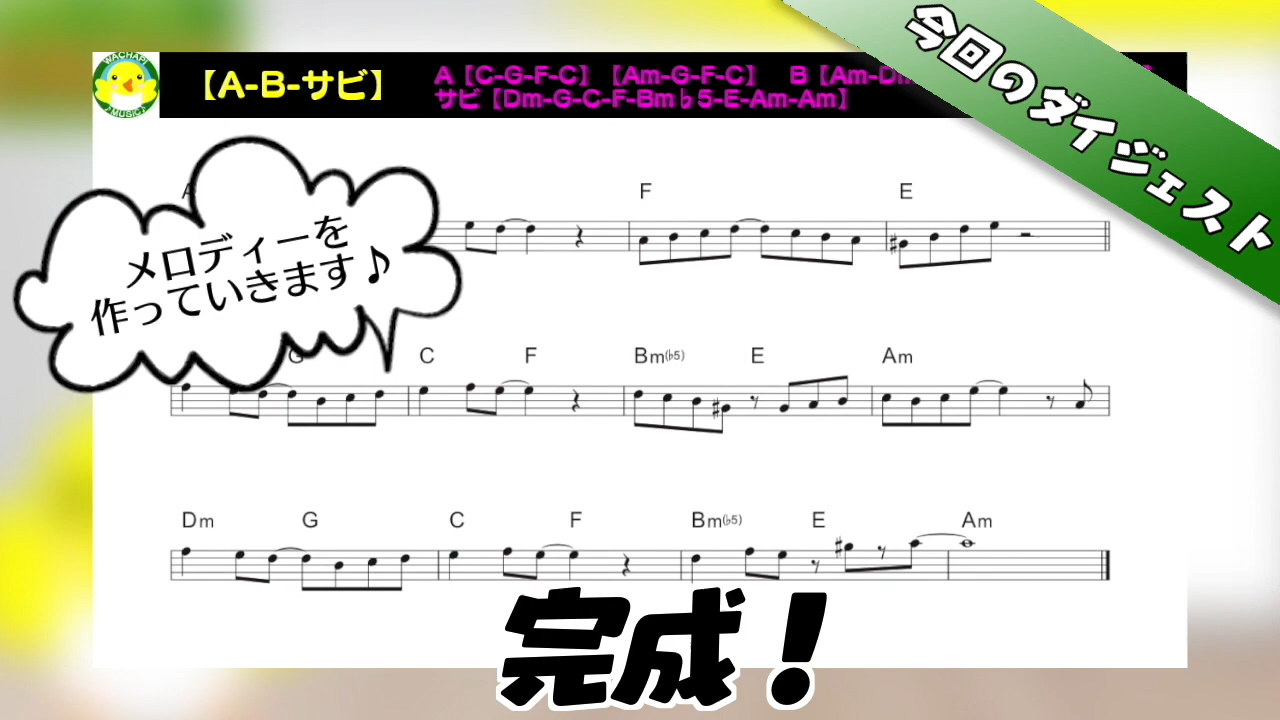 今回のダイジェスト
WACHAPI
MUSIC
【A-B-サビ】
A【C-G-F-C】【Am-G-F-C】 B【Am-Dm
サビ【Dm-G-C-F-Bm♭5-E-Am-Am】
メロディーを
作っていきます♪
F E
G C F Bm(♭5) E Am
Dm G C F Bm(♭5) E Am
完成！